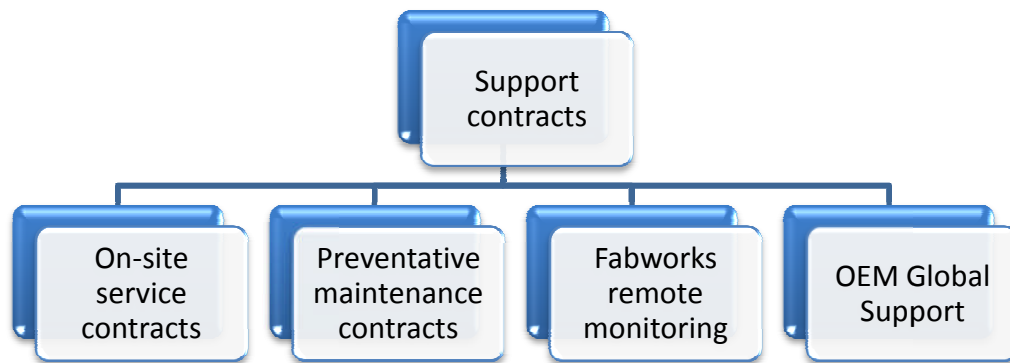 Support
contracts
On-site
service
contracts
Preventative
maintenance
contracts
Fabworks
remote
monitoring
OEM Global
Support